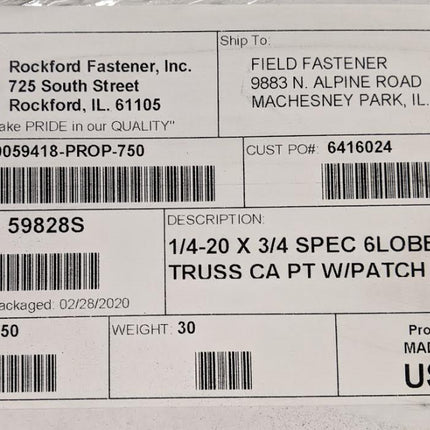 Rockford Fastener, Inc.
725 South Street
Rockford, IL. 61105
ake PRIDE in our QUALITY"
Ship To:
FIELD FASTENER
9883 N. ALPINE ROAD
MACHESNEY PARK, IL.
0059418-PROP-750
CUST PO#: 6416024
59828S
DESCRIPTION:
1/4-20 X 3/4 SPEC 6LOBE
TRUSS CA PT W/PATCH
ackaged: 02/28/2020
50
WEIGHT: 30
Pro
MAD
US